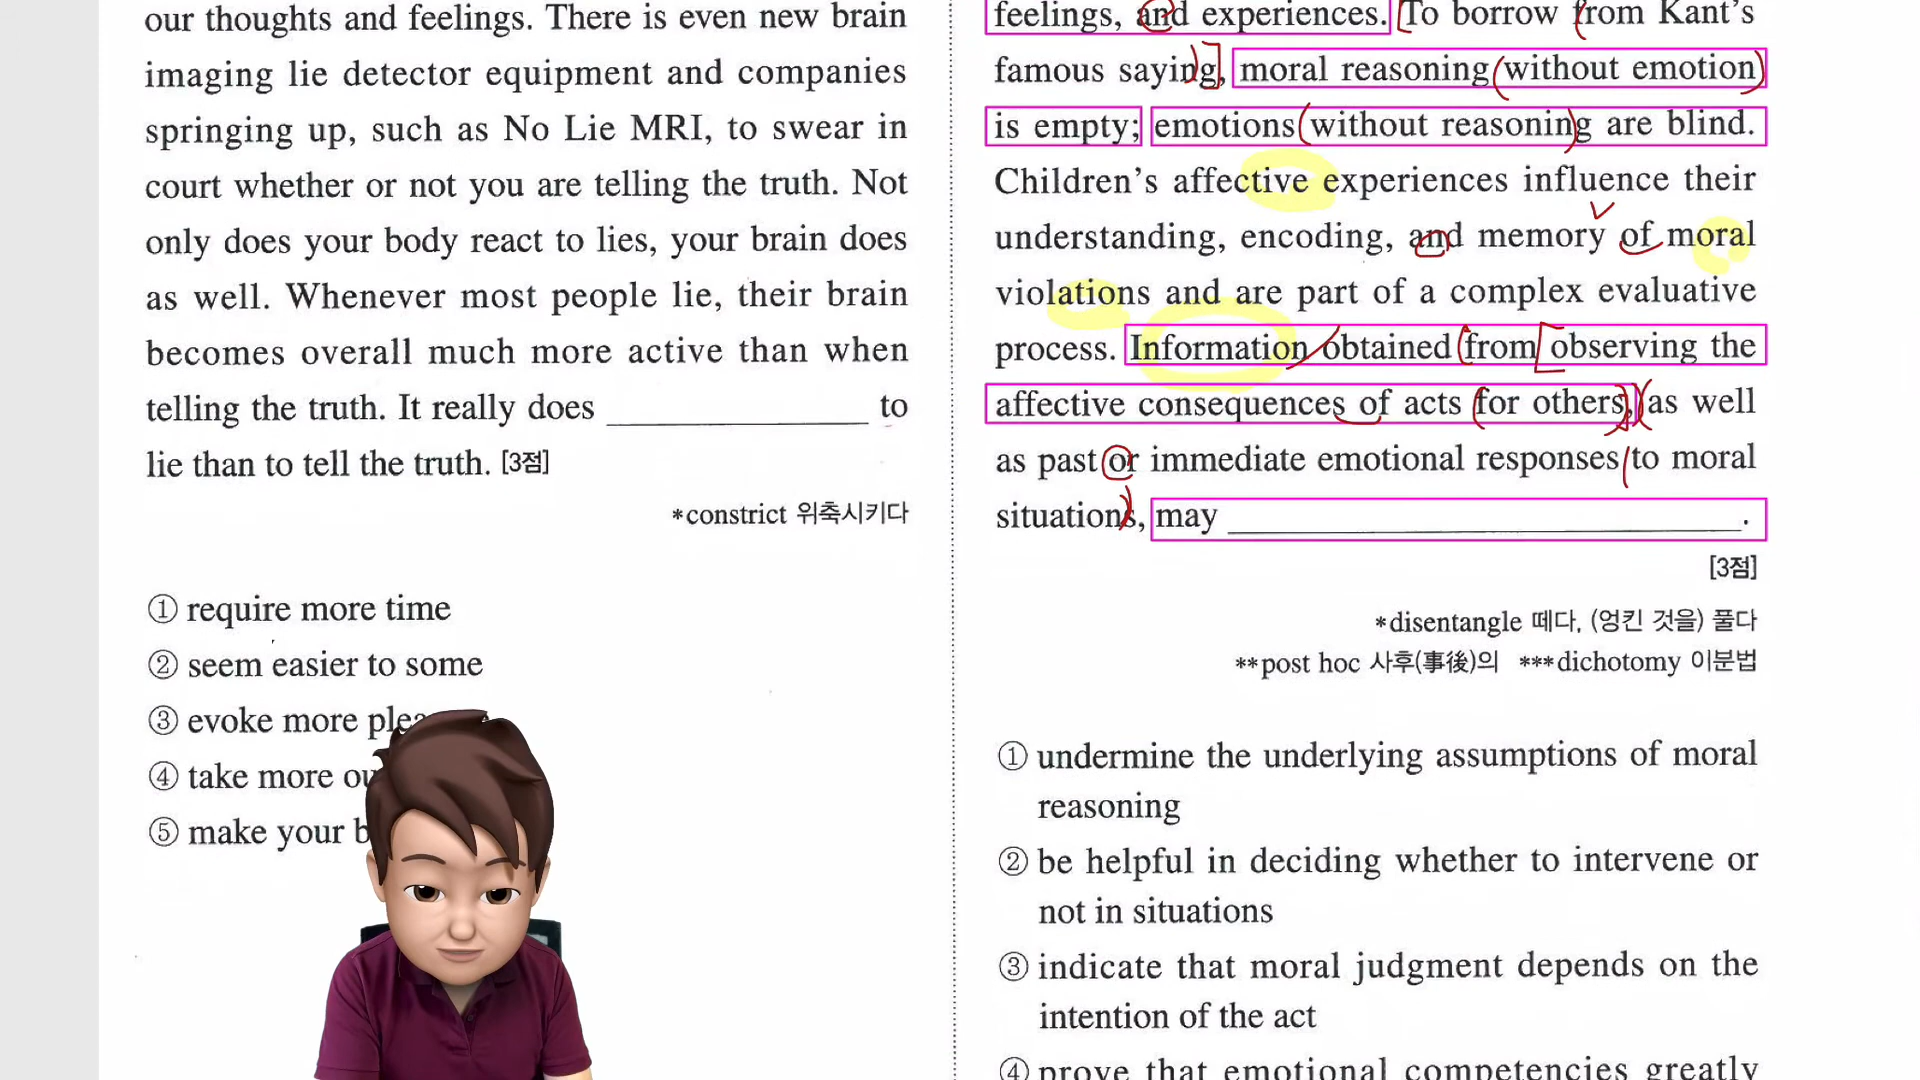 our thoughts and feelings. There is even new brain
imaging lie detector equipment and companies
springing up, such as No Lie MRI, to swear in
court whether or not you are telling the truth. Not
only does your body react to lies, your brain does
as well. Whenever most people lie, their brain
becomes overall much more active than when
telling the truth. It really does ____________ to
lie than to tell the truth. [3점]
*constrict 위축시키다
① require more time
② seem easier to some
③ evoke more
④ take more
⑤ make your
feelings, and experiences. To borrow from Kant's
famous saying, moral reasoning without emotion
is empty; emotions without reasoning are blind.
Children's affective experiences influence their
understanding, encoding, and memory of moral
violations and are part of a complex evaluative
process. Information obtained from observing the
affective consequences of acts for others, as well
as past or immediate emotional responses to moral
situations, may ____________.
[3점]
*disentangle 떼다, (엉킨 것을) 풀다
**post hoc 사후(事後)의 ***dichotomy 이분법
① undermine the underlying assumptions of moral
reasoning
② be helpful in deciding whether to intervene or
not in situations
③ indicate that moral judgment depends on the
intention of the act
④ prove that emotional competencies greatly